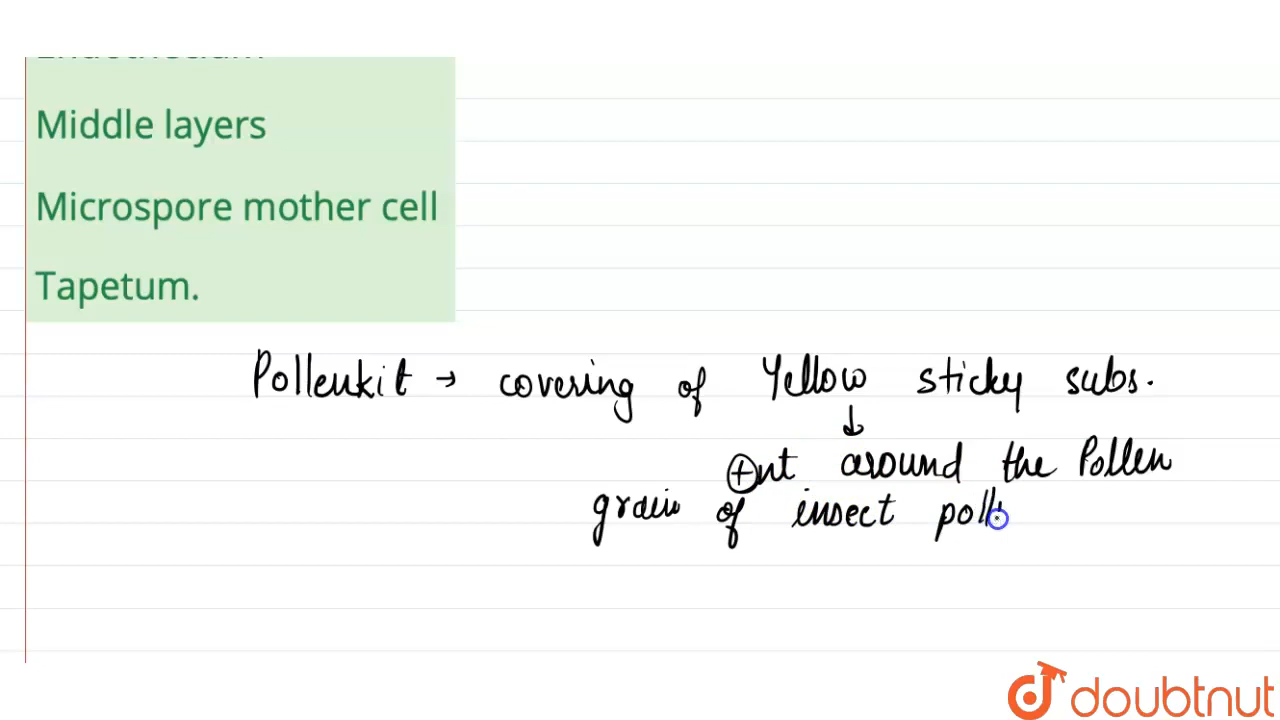 Middle layers
Microspore mother cell
Tapetum.
Pollenkit → covering of Yellow sticky subs.
↓
⊕nt around the Pollen
grain of insect poll
doubtnut